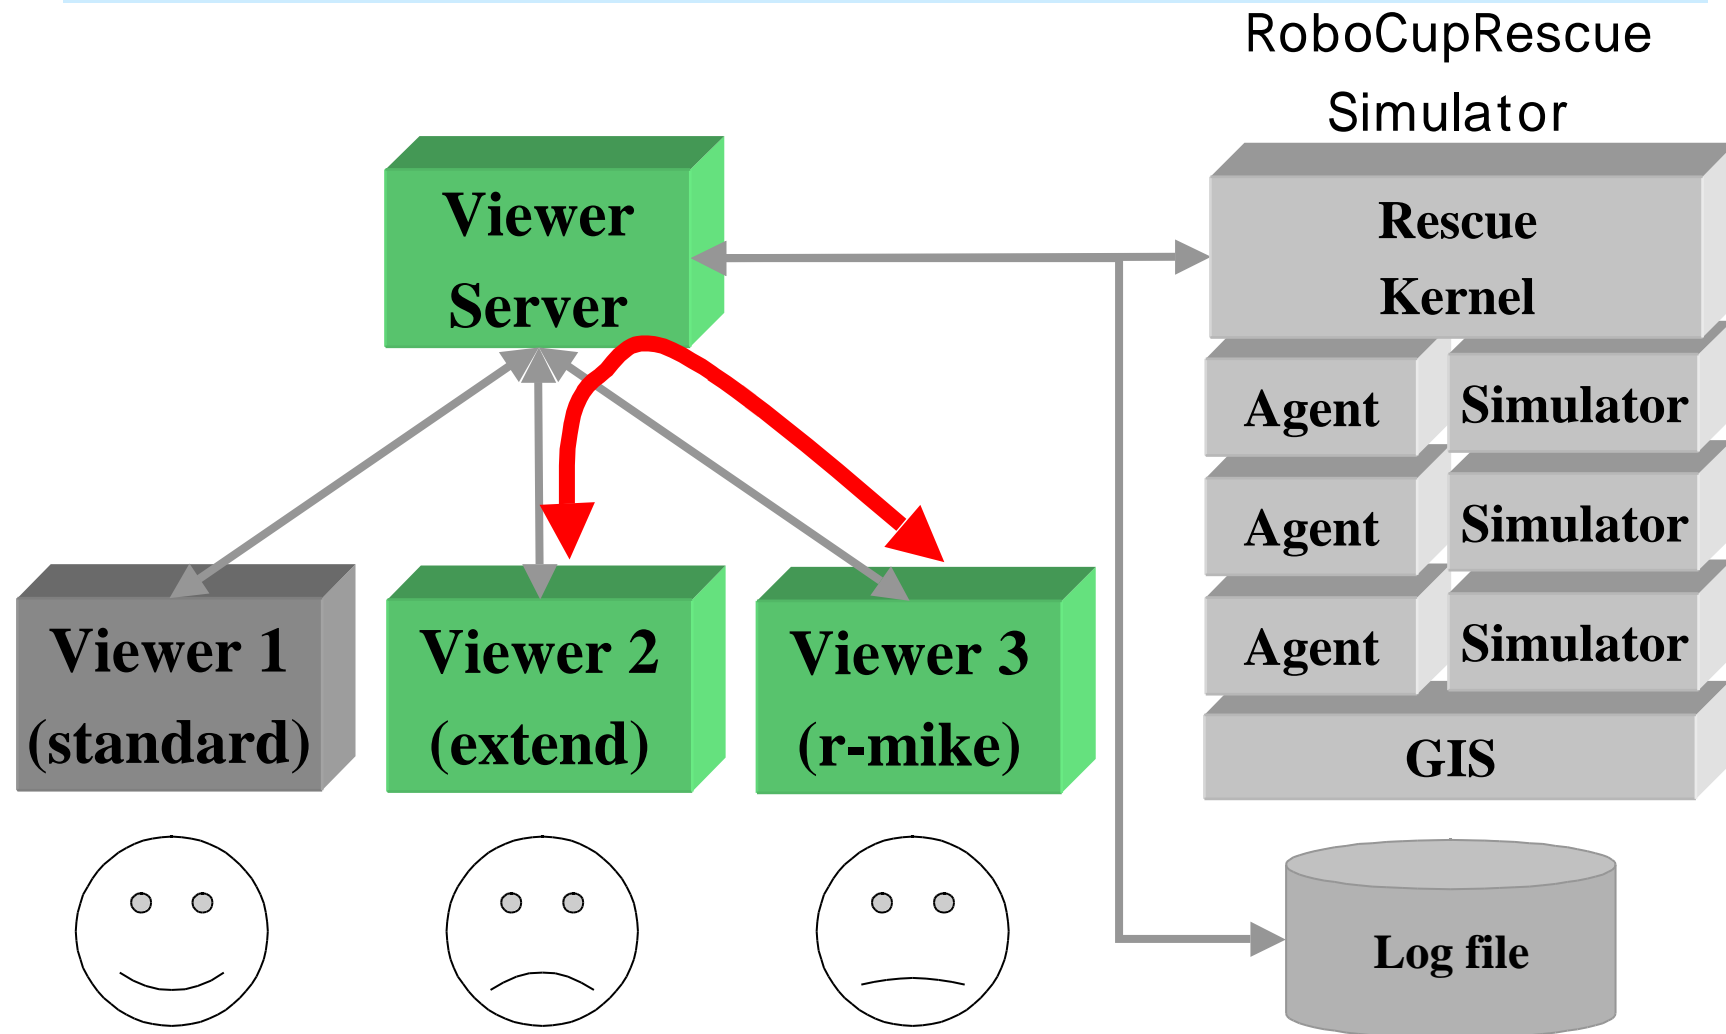 RoboCupRescue
Simulator
Viewer
Server
Rescue
Kernel
Agent
Simulator
Agent
Simulator
Agent
Simulator
GIS
Viewer 1
(standard)
Viewer 2
(extend)
Viewer 3
(r-mike)
Log file